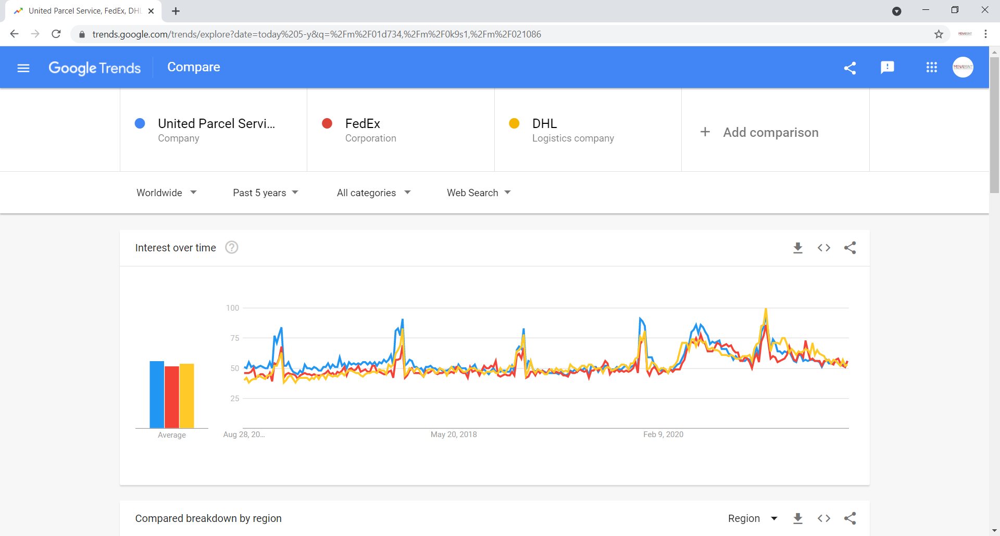 United Parcel Service, FedEx, DHL
trends.google.com/trends/explore?date=today%205-y&q=%2Fm%2F01d734,%2Fm%2F0k9s1,%2Fm%2F021086
Google Trends Compare
United Parcel Servi...
Company
FedEx
Corporation
DHL
Logistics company
+ Add comparison
Worldwide Past 5 years All categories Web Search
Interest over time ?
100
75
50
25
Average
Aug 28, 20... May 20, 2018 Feb 9, 2020
Compared breakdown by region Region